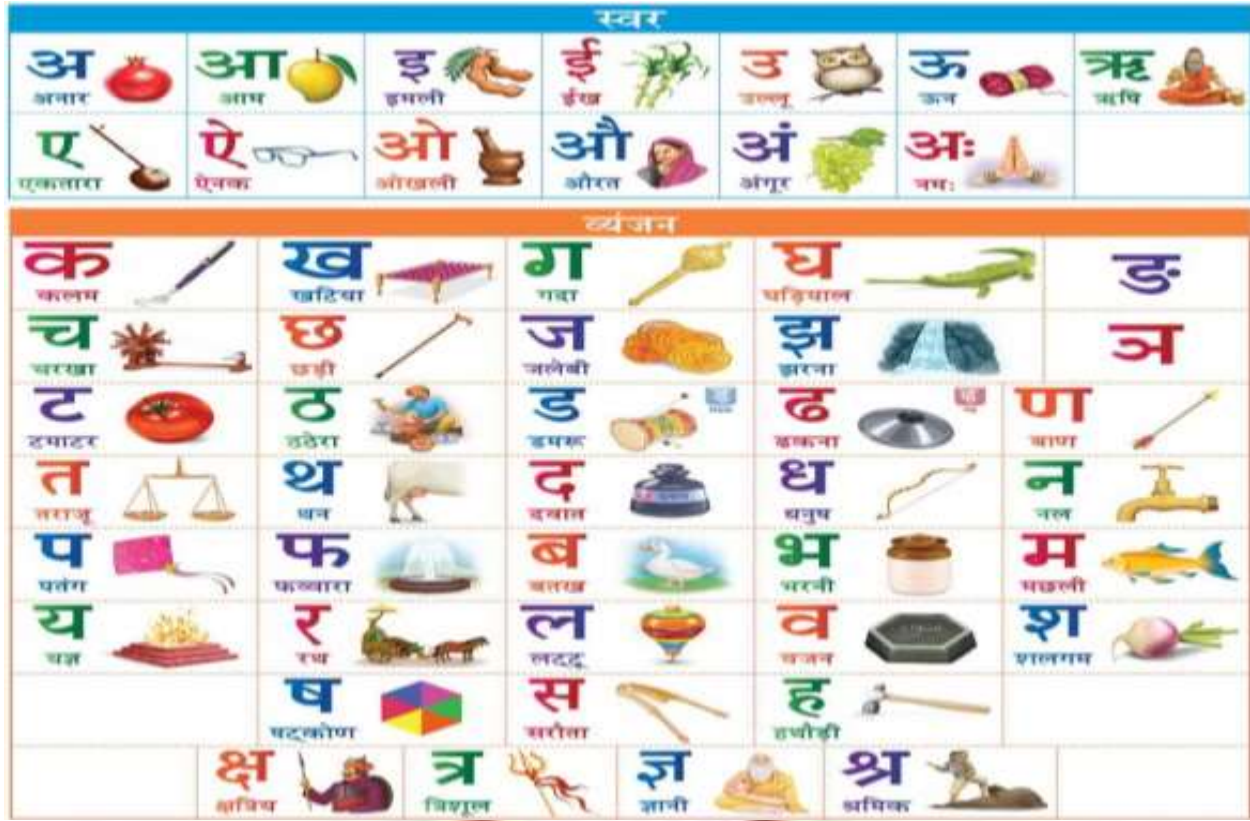 स्वर
अ आ इ ई उ ऊ ऋ
अनार आम इमली ईख उल्लू ऊन ऋषि
ए ऐ ओ औ अं अः
एकतारा ऐनक ओखली औरत अंगूर नमः
व्यंजन
क ख ग घ ङ
कलम खटिया गदा घड़ियाल
च छ ज झ ञ
चरखा छड़ी जलेबी झरना
ट ठ ड ढ ण
टमाटर ठठेरा डमरू ढकना बाण
त थ द ध न
तराजू थन दवात धनुष नल
प फ ब भ म
पतंग फव्वारा बतख भरनी मछली
य र ल व श
यज्ञ रथ लट्टू वजन शलगम
ष स ह
षट्कोण सरौता हथौड़ी
क्ष त्र ज्ञ श्र
क्षत्रिय त्रिशूल ज्ञानी श्रमिक